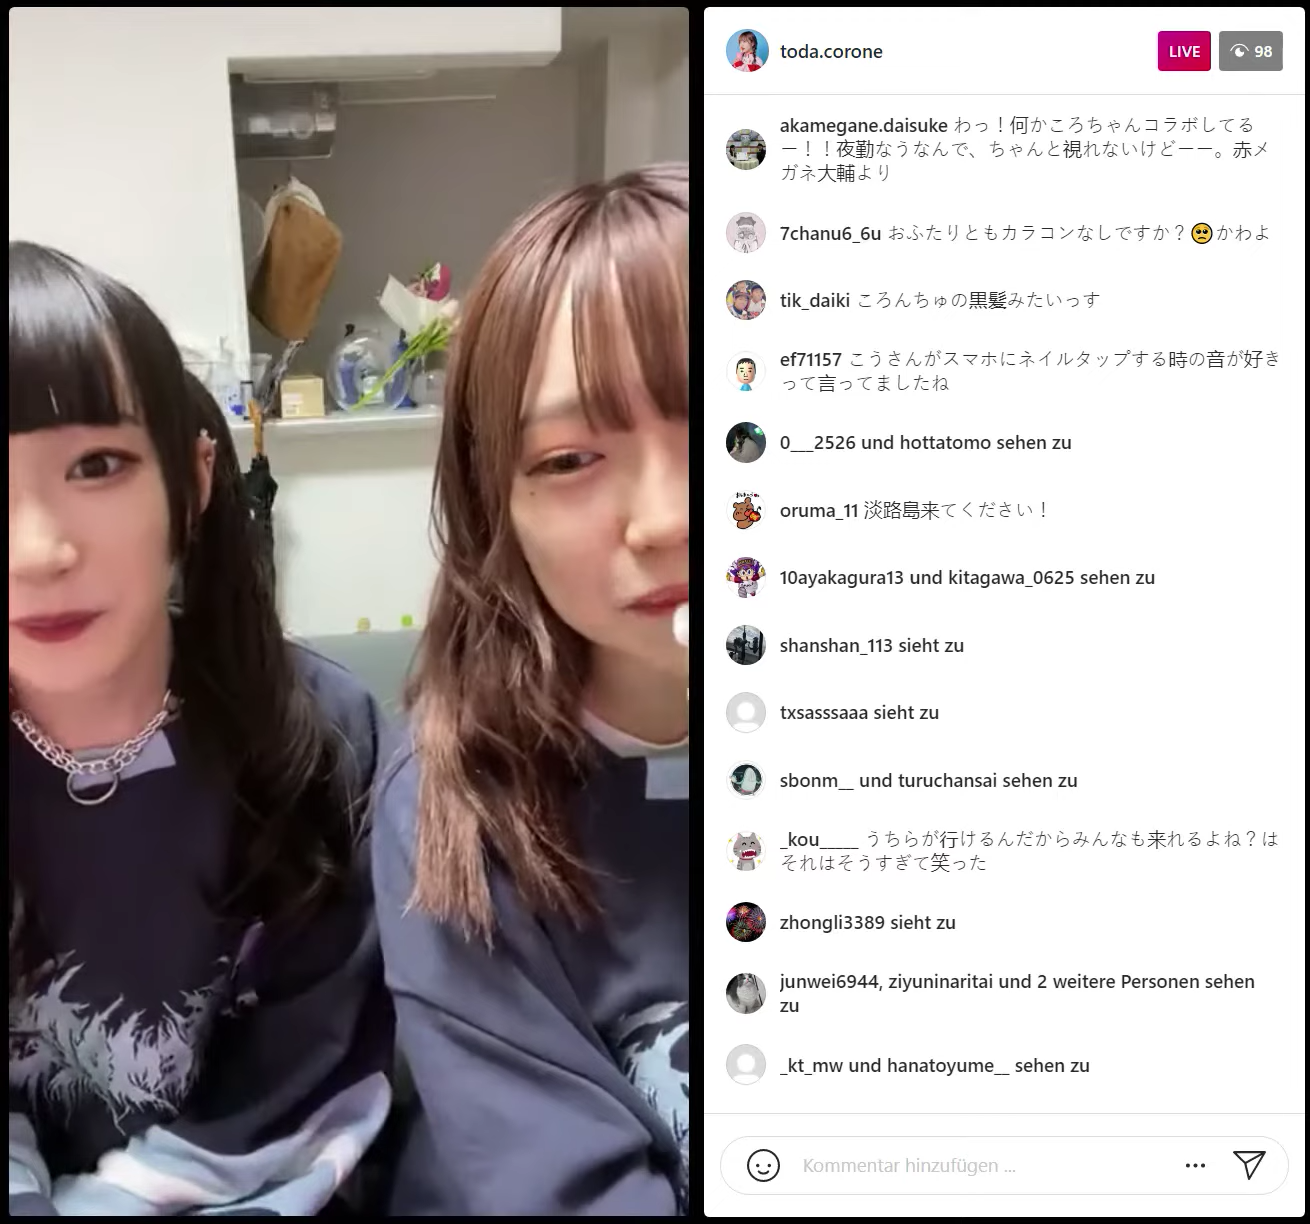 toda.corone
LIVE
98
akamegane.daisuke わっ！何かころちゃんコラボしてる
ー！！夜勤なうなんで、ちゃんと視れないけどーー。赤メ
ガネ大輔より
7chanu6_6u おふたりともカラコンなしですか？🥺かわよ
tik_daiki ころんちゅの黒髪みたいっす
ef71157 こうさんがスマホにネイルタップする時の音が好き
って言ってましたね
0___2526 und hottatomo sehen zu
oruma_11 淡路島来てください！
10ayakagura13 und kitagawa_0625 sehen zu
shanshan_113 sieht zu
txsasssaaa sieht zu
sbonm__ und turuchansai sehen zu
_kou_____ うちらが行けるんだからみんなも来れるよね？は
それはそうすぎて笑った
zhongli3389 sieht zu
junwei6944, ziyuninaritai und 2 weitere Personen sehen
zu
_kt_mw und hanatoyume__ sehen zu
Kommentar hinzufügen ...